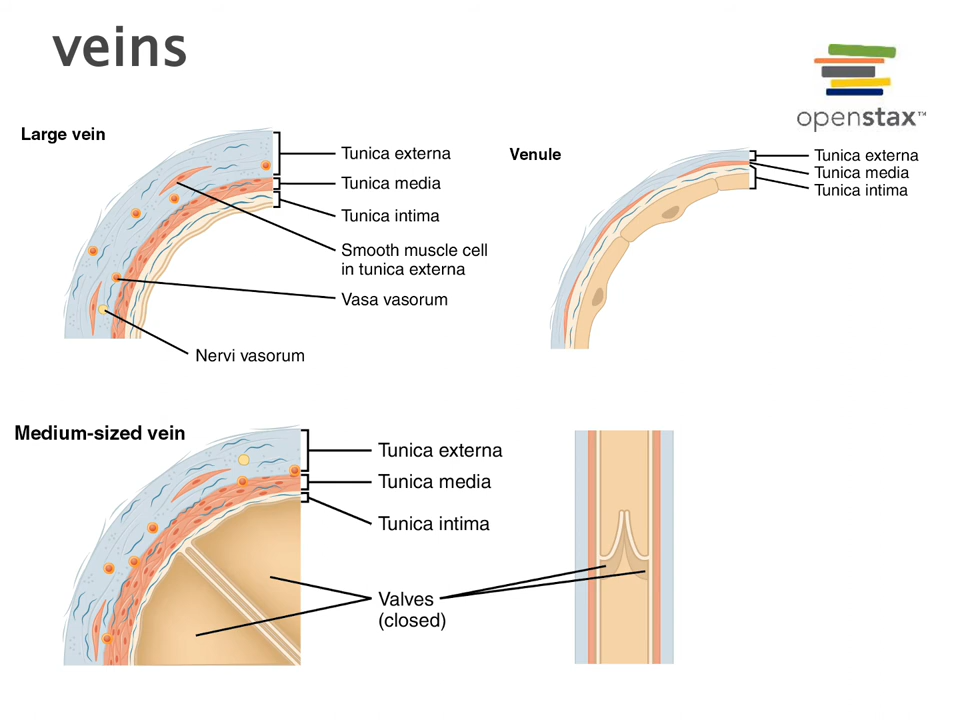 veins
openstax™
Large vein
Tunica externa
Tunica media
Tunica intima
Smooth muscle cell
in tunica externa
Vasa vasorum
Nervi vasorum
Venule
Tunica externa
Tunica media
Tunica intima
Medium-sized vein
Tunica externa
Tunica media
Tunica intima
Valves
(closed)